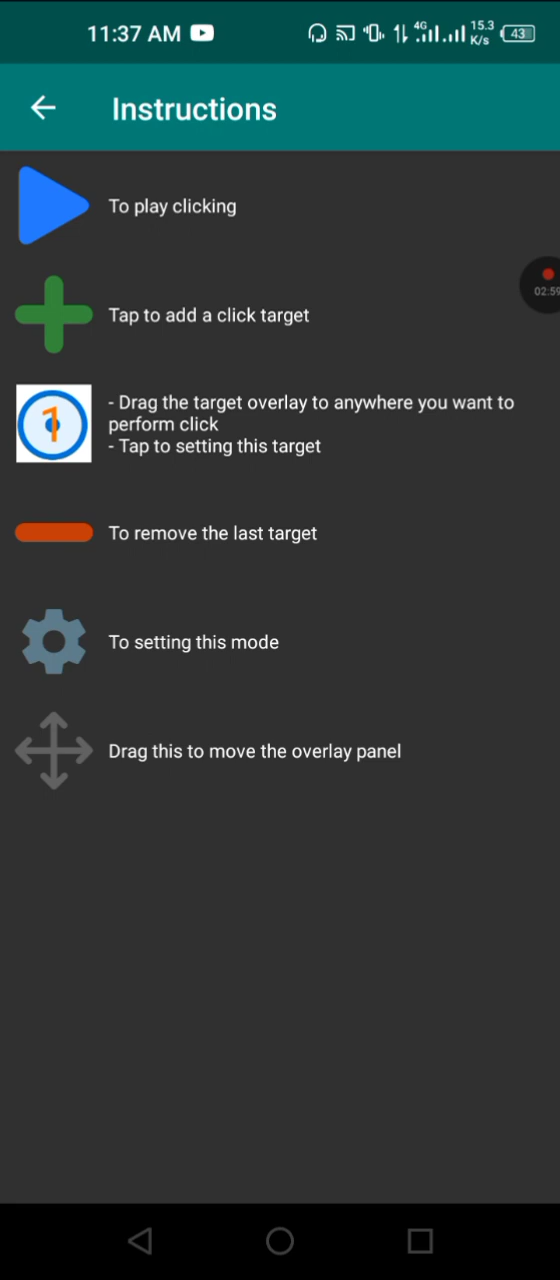 11:37 AM
4G
15.3
K/s
43
Instructions
To play clicking
Tap to add a click target
02:59
1
- Drag the target overlay to anywhere you want to
perform click
- Tap to setting this target
To remove the last target
To setting this mode
Drag this to move the overlay panel